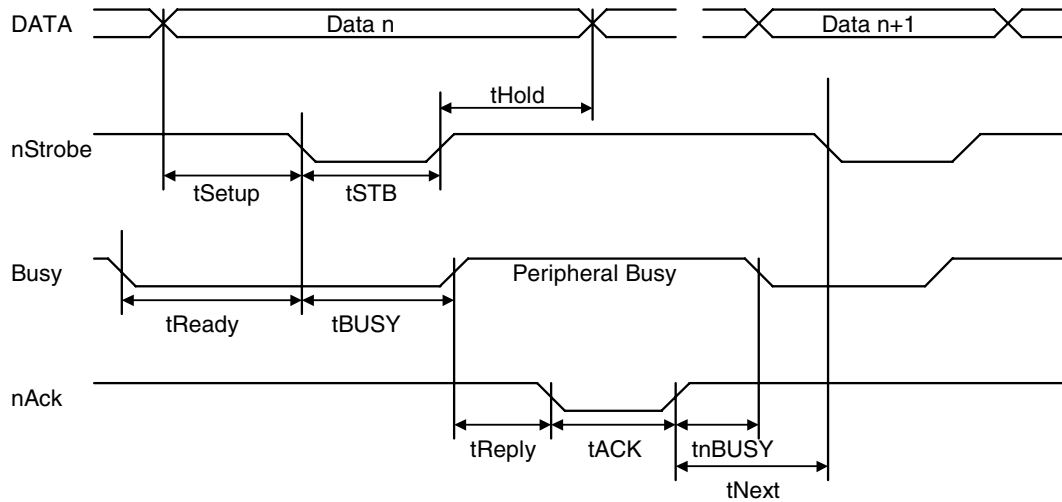 DATA
Data n
Data n+1
tHold
nStrobe
tSetup
tSTB
Busy
Peripheral Busy
tReady
tBUSY
nAck
tReply
tACK
tnBUSY
tNext